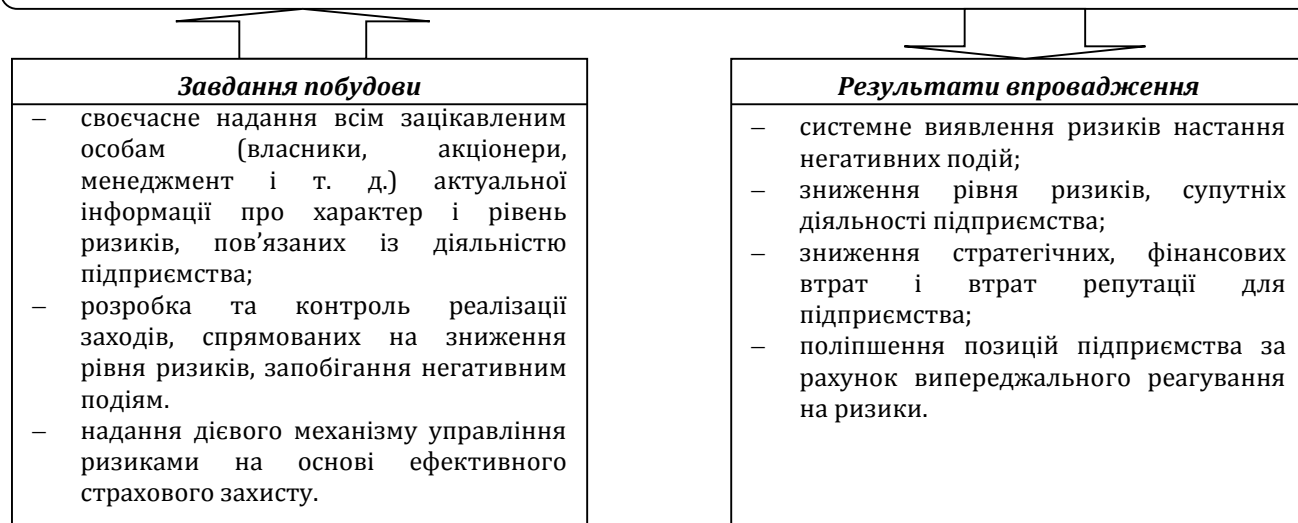 Завдання побудови
– своєчасне надання всім зацікавленим
особам (власники, акціонери,
менеджмент і т. д.) актуальної
інформації про характер і рівень
ризиків, пов’язаних із діяльністю
підприємства;
– розробка та контроль реалізації
заходів, спрямованих на зниження
рівня ризиків, запобігання негативним
подіям.
– надання дієвого механізму управління
ризиками на основі ефективного
страхового захисту.
Результати впровадження
– системне виявлення ризиків настання
негативних подій;
– зниження рівня ризиків, супутніх
діяльності підприємства;
– зниження стратегічних, фінансових
втрат і втрат репутації для
підприємства;
– поліпшення позицій підприємства за
рахунок випереджального реагування
на ризики.